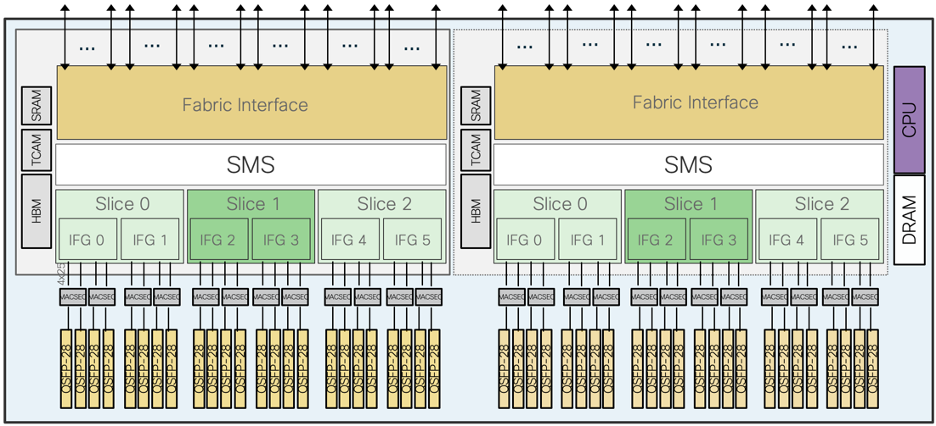 ... ... ... ... ... ...
... ... ... ... ... ...
Fabric Interface
SRAM
TCAM
HBM
SMS
Slice 0 Slice 1 Slice 2
IFG 0 IFG 1 IFG 2 IFG 3 IFG 4 IFG 5
4x25
MACSEC MACSEC MACSEC MACSEC MACSEC MACSEC MACSEC MACSEC MACSEC MACSEC MACSEC MACSEC
QSFP-28 QSFP-28 QSFP-28 QSFP-28 QSFP-28 QSFP-28 QSFP-28 QSFP-28 QSFP-28 QSFP-28 QSFP-28 QSFP-28 QSFP-28 QSFP-28 QSFP-28 QSFP-28 QSFP-28 QSFP-28 QSFP-28 QSFP-28 QSFP-28 QSFP-28 QSFP-28 QSFP-28
Fabric Interface
SRAM
TCAM
HBM
SMS
Slice 0 Slice 1 Slice 2
IFG 0 IFG 1 IFG 2 IFG 3 IFG 4 IFG 5
MACSEC MACSEC MACSEC MACSEC MACSEC MACSEC MACSEC MACSEC MACSEC MACSEC MACSEC MACSEC
QSFP-28 QSFP-28 QSFP-28 QSFP-28 QSFP-28 QSFP-28 QSFP-28 QSFP-28 QSFP-28 QSFP-28 QSFP-28 QSFP-28 QSFP-28 QSFP-28 QSFP-28 QSFP-28 QSFP-28 QSFP-28 QSFP-28 QSFP-28 QSFP-28 QSFP-28 QSFP-28 QSFP-28
CPU
DRAM